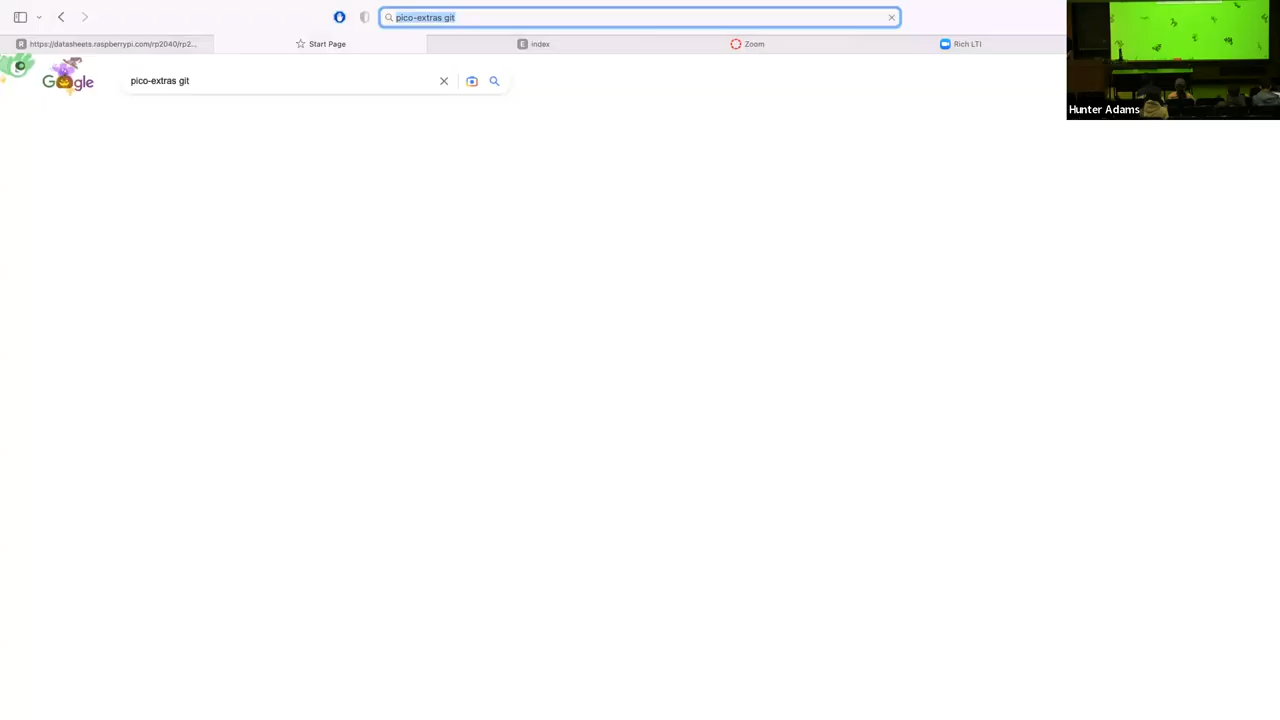 pico-extras git
https://datasheets.raspberrypi.com/rp2040/rp2...
Start Page
index
Zoom
Rich LTI
Google
pico-extras git
Hunter Adams